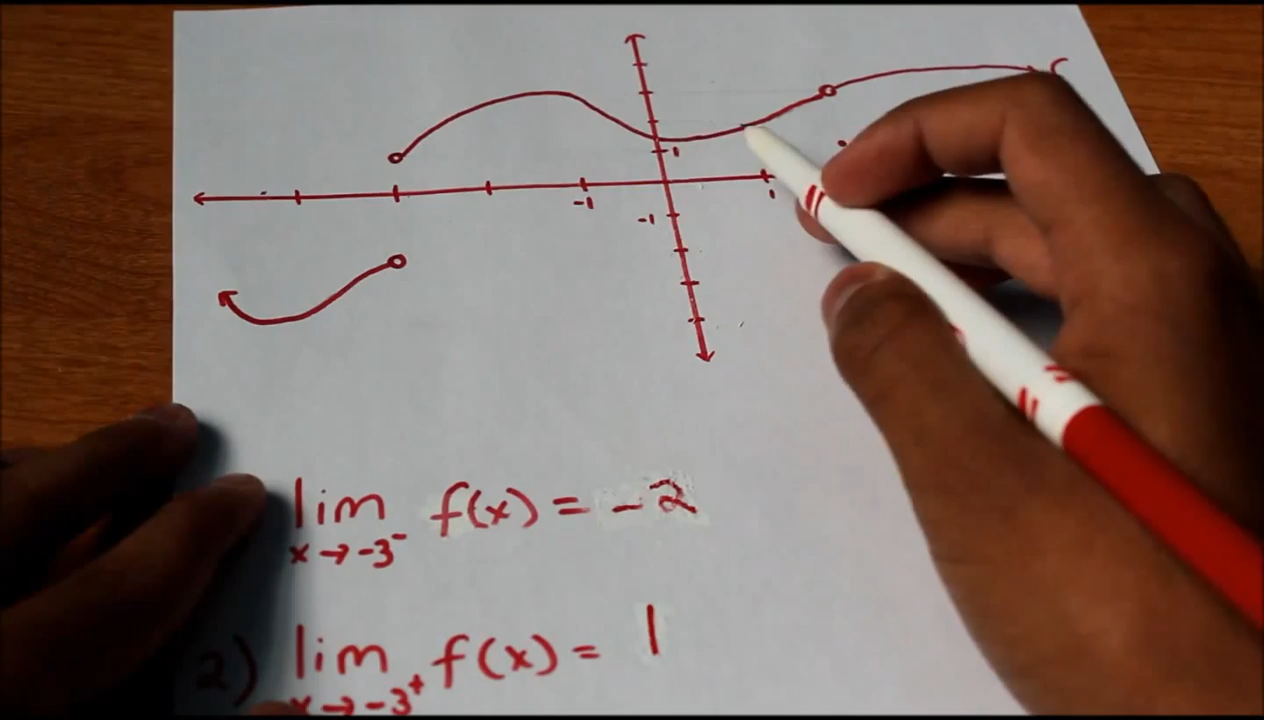 1
-1
-1
1
lim f(x) = -2
x→-3⁻
2) lim f(x) = 1
x→-3⁺